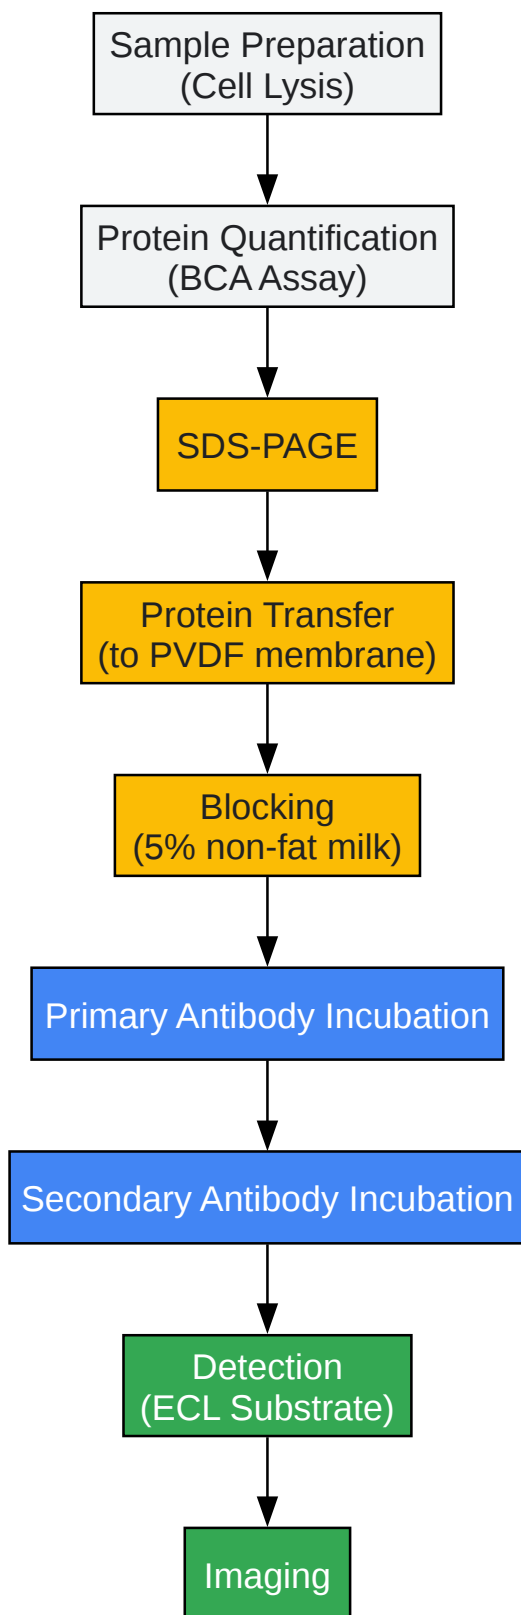 Sample Preparation
(Cell Lysis)
Protein Quantification
(BCA Assay)
SDS-PAGE
Protein Transfer
(to PVDF membrane)
Blocking
(5% non-fat milk)
Primary Antibody Incubation
Secondary Antibody Incubation
Detection
(ECL Substrate)
Imaging